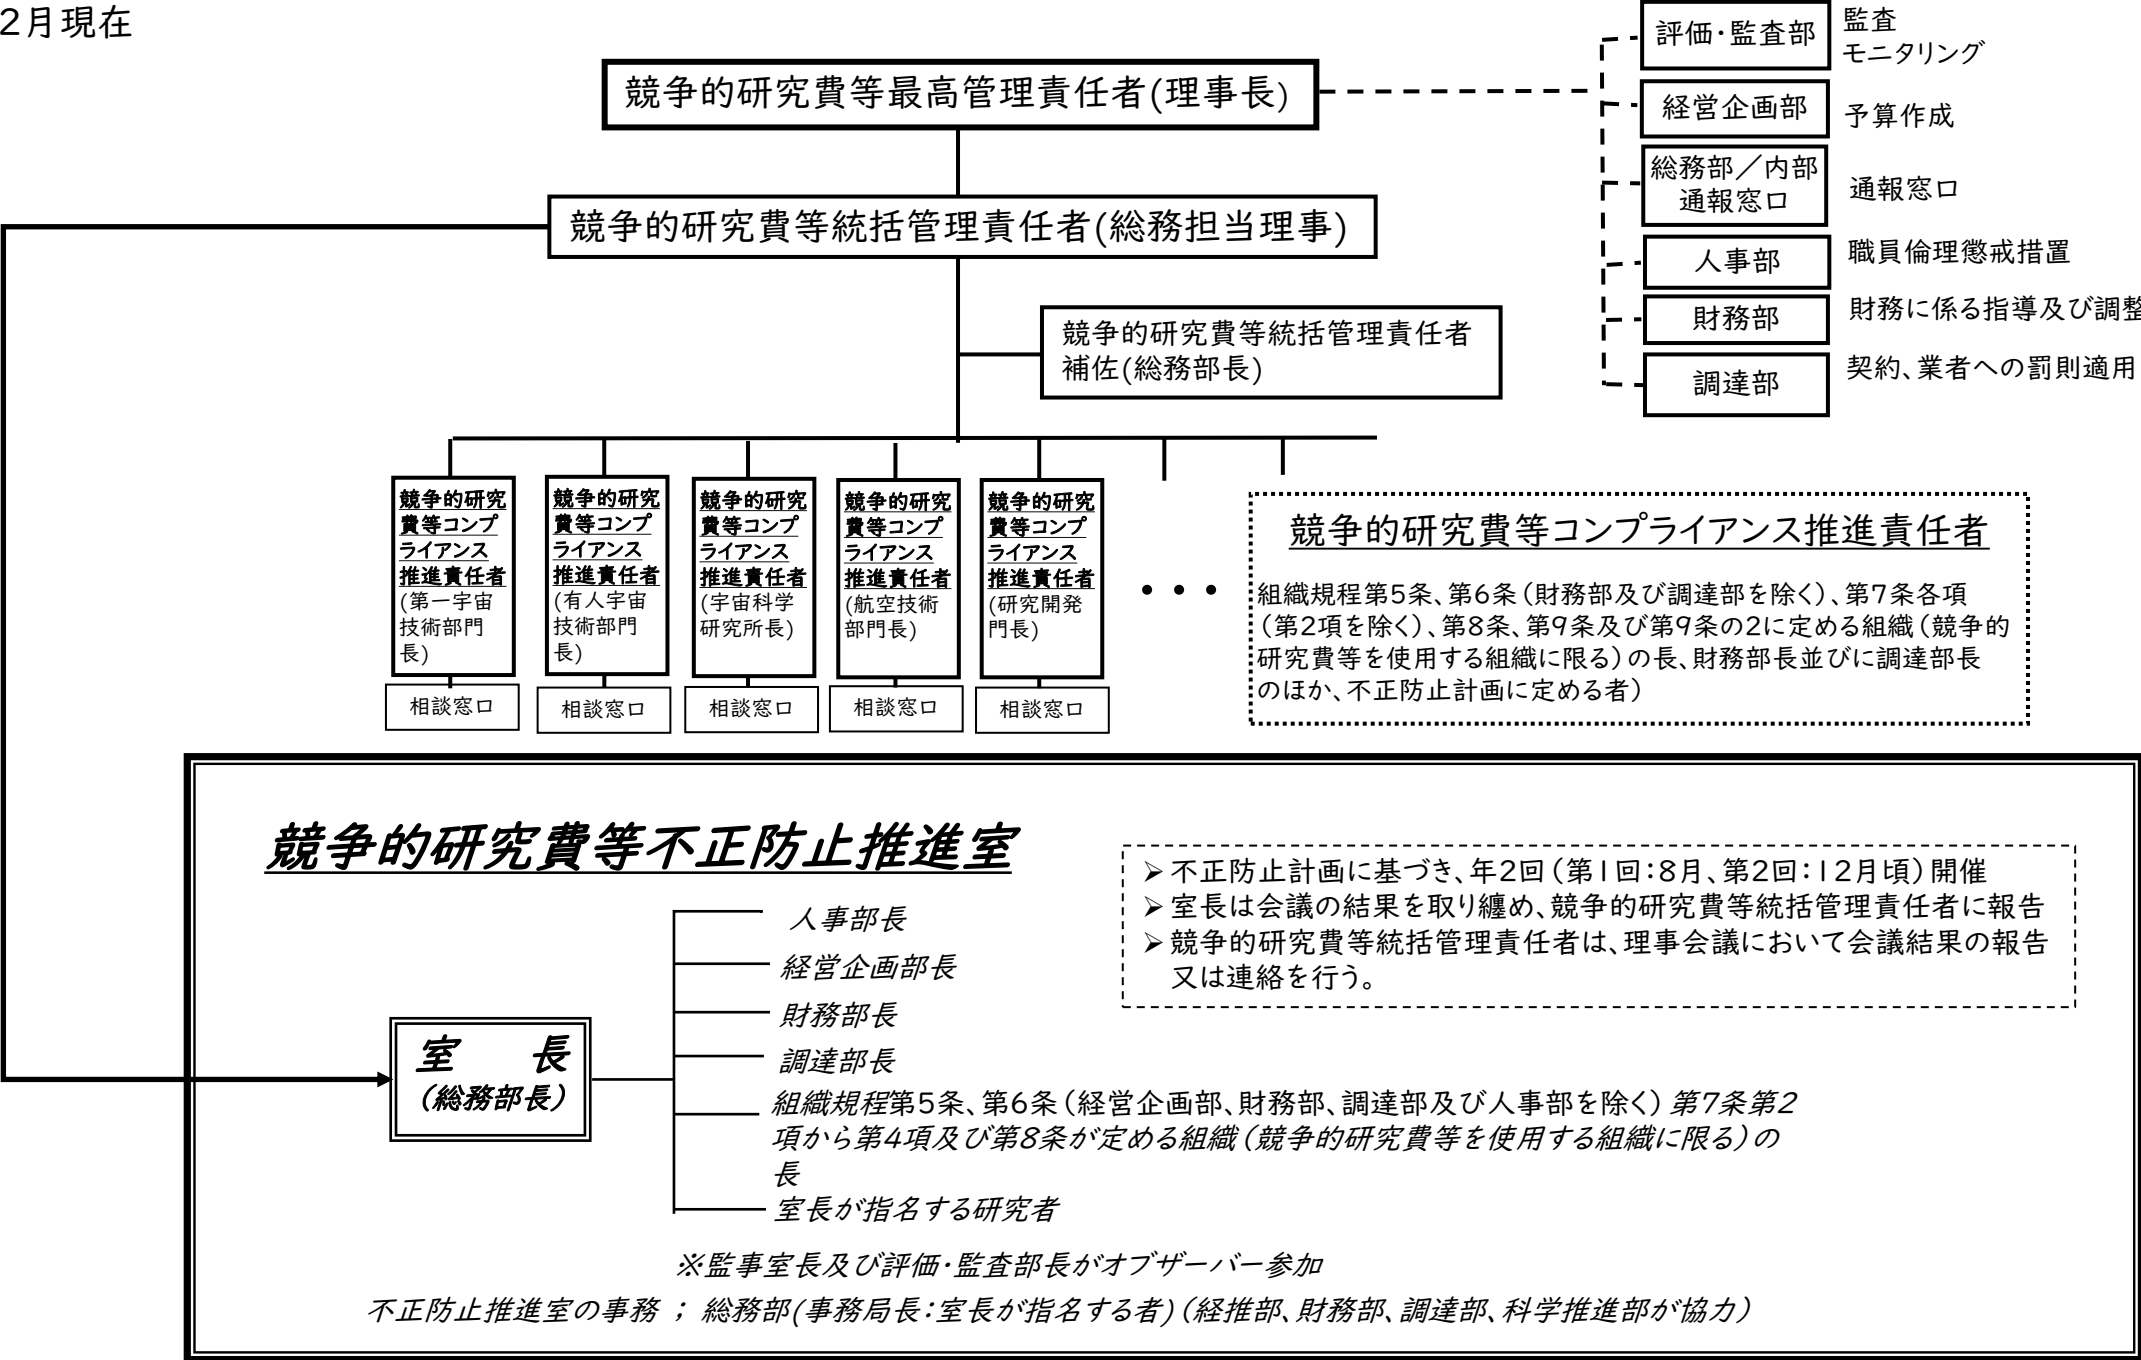 2月現在
競争的研究費等最高管理責任者(理事長)
評価･監査部
監査
モニタリング
経営企画部
予算作成
総務部／内部
通報窓口
通報窓口
人事部
職員倫理懲戒措置
財務部
財務に係る指導及び調整
調達部
契約、業者への罰則適用
競争的研究費等統括管理責任者(総務担当理事)
競争的研究費等統括管理責任者
補佐(総務部長)
競争的研究
費等コンプ
ライアンス
推進責任者
(第一宇宙
技術部門
長)
相談窓口
競争的研究
費等コンプ
ライアンス
推進責任者
(有人宇宙
技術部門
長)
相談窓口
競争的研究
費等コンプ
ライアンス
推進責任者
(宇宙科学
研究所長)
相談窓口
競争的研究
費等コンプ
ライアンス
推進責任者
(航空技術
部門長)
相談窓口
競争的研究
費等コンプ
ライアンス
推進責任者
(研究開発
門長)
相談窓口
・・・
競争的研究費等コンプライアンス推進責任者
組織規程第5条、第6条（財務部及び調達部を除く）、第7条各項
（第2項を除く）、第8条、第9条及び第9条の2に定める組織（競争的
研究費等を使用する組織に限る）の長、財務部長並びに調達部長
のほか、不正防止計画に定める者）
競争的研究費等不正防止推進室
➢不正防止計画に基づき、年2回（第1回：8月、第2回：12月頃）開催
➢室長は会議の結果を取り纏め、競争的研究費等統括管理責任者に報告
➢競争的研究費等統括管理責任者は、理事会議において会議結果の報告
又は連絡を行う。
室　長
（総務部長）
人事部長
経営企画部長
財務部長
調達部長
組織規程第5条、第6条（経営企画部、財務部、調達部及び人事部を除く）第7条第2
項から第4項及び第8条が定める組織（競争的研究費等を使用する組織に限る）の
長
室長が指名する研究者
※監事室長及び評価･監査部長がオブザーバー参加
不正防止推進室の事務 ； 総務部(事務局長：室長が指名する者)（経推部、財務部、調達部、科学推進部が協力）